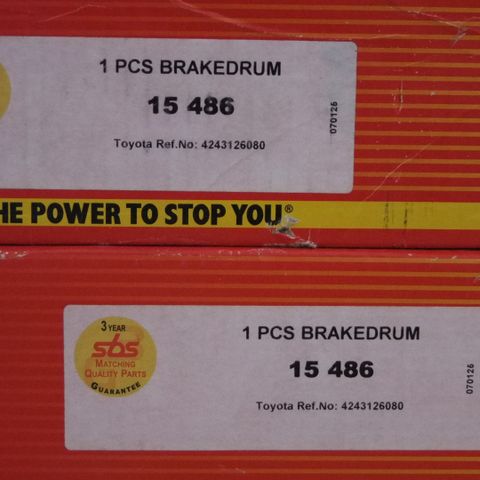 1 PCS BRAKEDRUM
15 486
Toyota Ref.No: 4243126080
070126
THE POWER TO STOP YOU®
3 YEAR
sbs
MATCHING
QUALITY PARTS
GUARANTEE
1 PCS BRAKEDRUM
15 486
Toyota Ref.No: 4243126080
070126